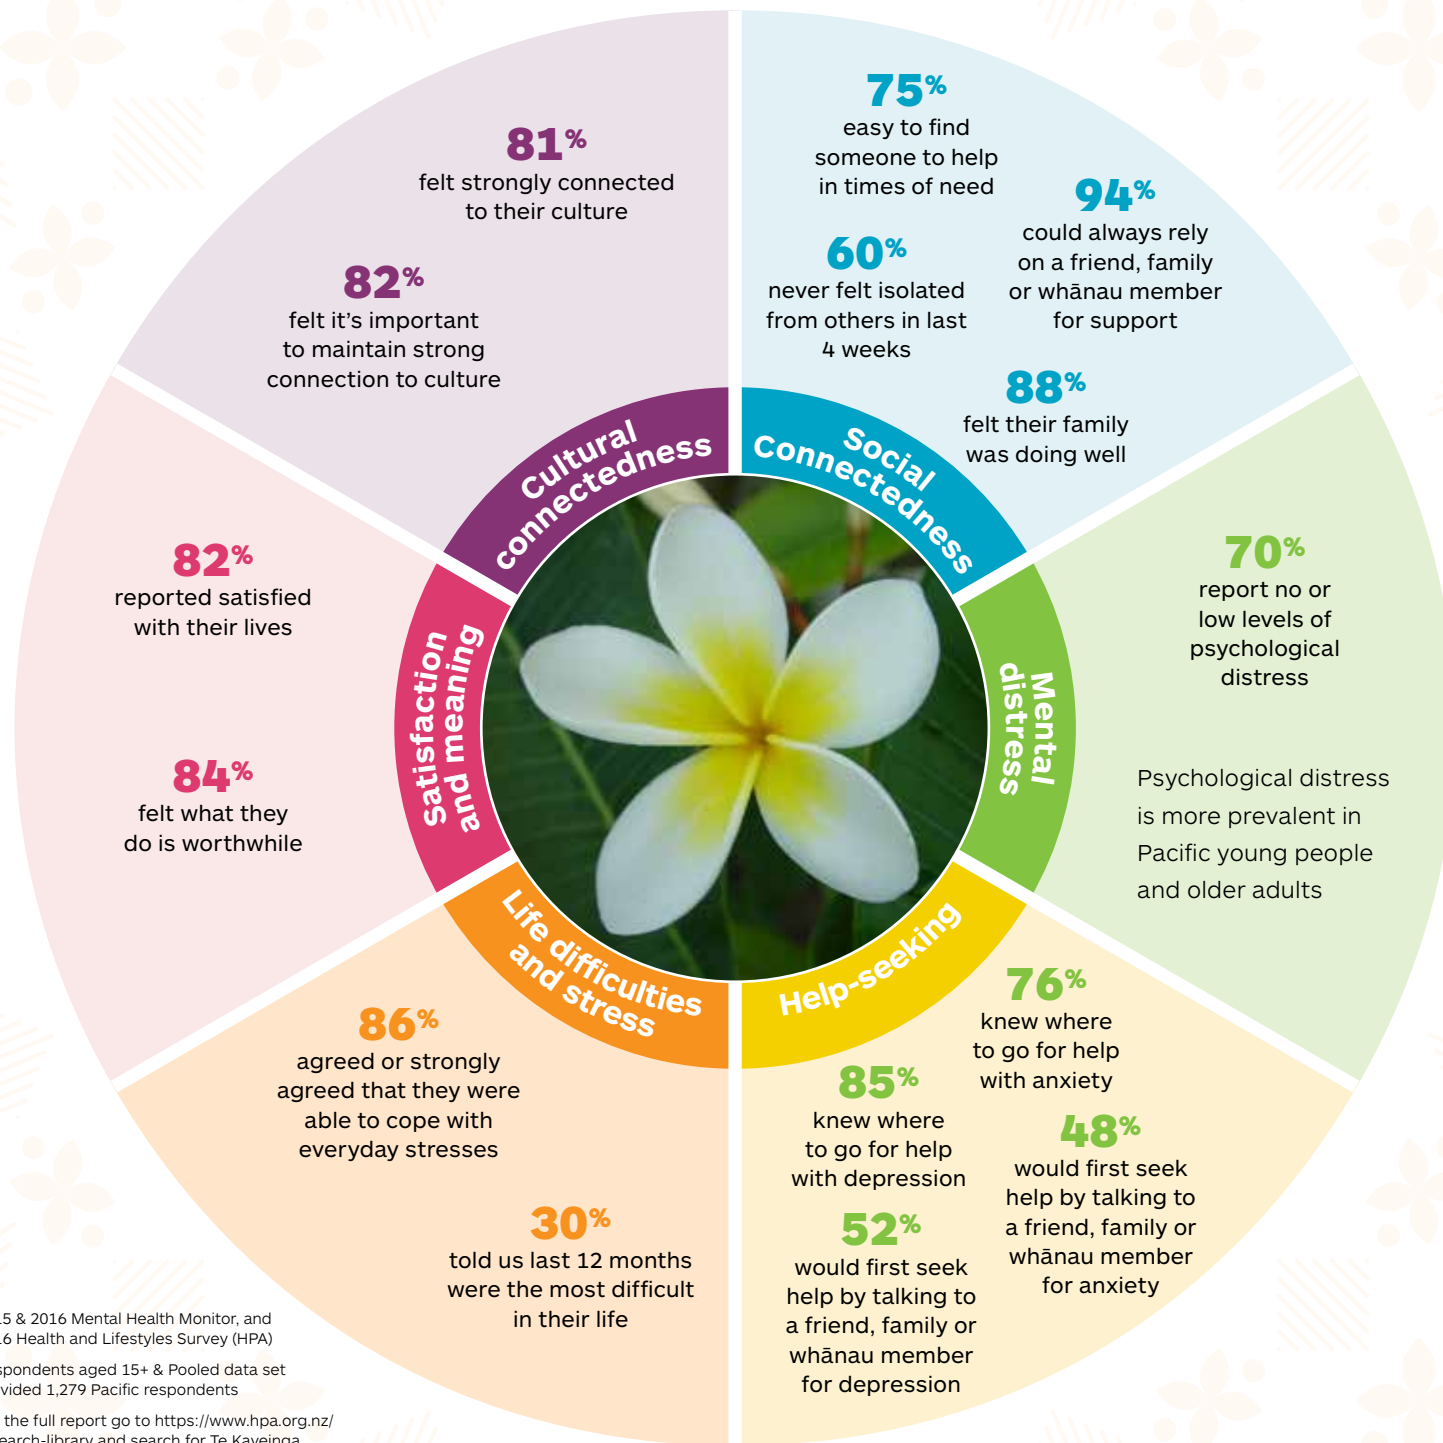 81%
felt strongly connected
to their culture
82%
felt it’s important
to maintain strong
connection to culture
Cultural
connectedness
75%
easy to find
someone to help
in times of need
94%
could always rely
on a friend, family
or whānau member
for support
60%
never felt isolated
from others in last
4 weeks
88%
felt their family
was doing well
Social
Connectedness
70%
report no or
low levels of
psychological
distress
Psychological distress
is more prevalent in
Pacific young people
and older adults
Mental
distress
Help-seeking
76%
knew where
to go for help
with anxiety
85%
knew where
to go for help
with depression
48%
would first seek
help by talking to
a friend, family or
whānau member
for anxiety
52%
would first seek
help by talking to
a friend, family or
whānau member
for depression
Life difficulties
and stress
86%
agreed or strongly
agreed that they were
able to cope with
everyday stresses
30%
told us last 12 months
were the most difficult
in their life
Satisfaction
and meaning
82%
reported satisfied
with their lives
84%
felt what they
do is worthwhile
& 2016 Mental Health Monitor, and
Health and Lifestyles Survey (HPA)
aged 15+ & Pooled data set
1,279 Pacific respondents
the full report go to https://www.hpa.org.nz/
and search for Te Kaveinga